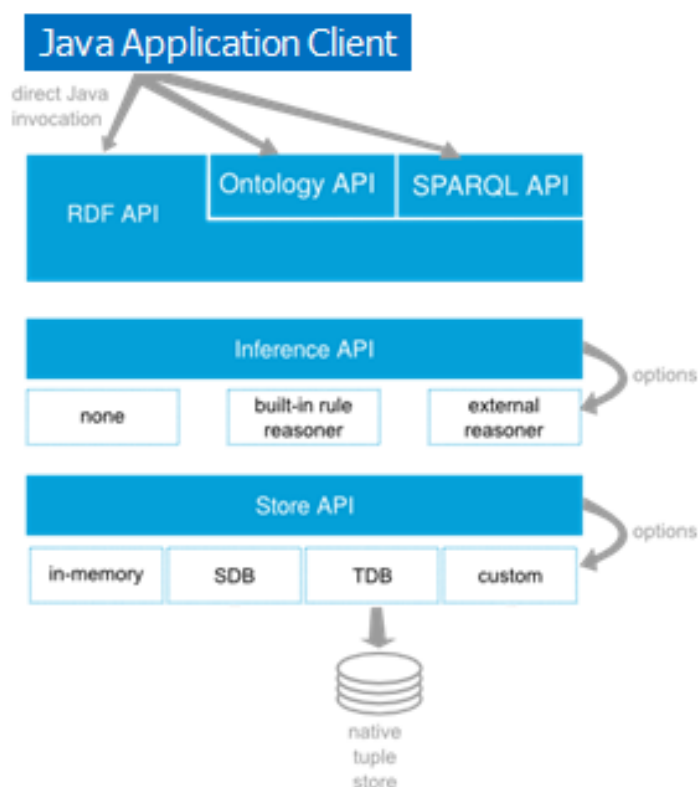 Java Application Client
direct Java
invocation
RDF API
Ontology API
SPARQL API
Inference API
options
none
built-in rule
reasoner
external
reasoner
Store API
options
in-memory
SDB
TDB
custom
native
tuple
store